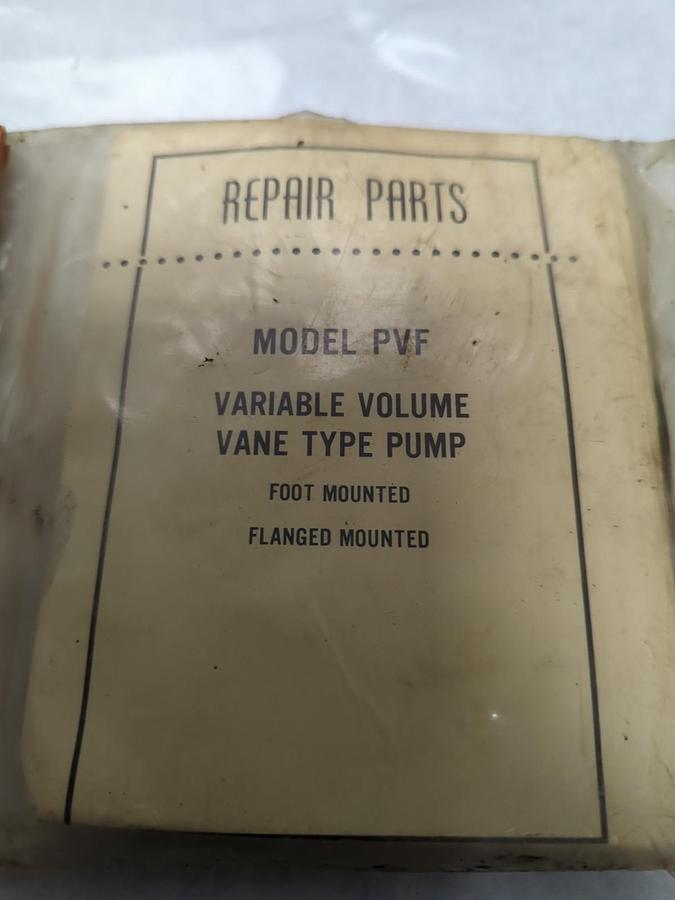 REPAIR PARTS
MODEL PVF
VARIABLE VOLUME
VANE TYPE PUMP
FOOT MOUNTED
FLANGED MOUNTED